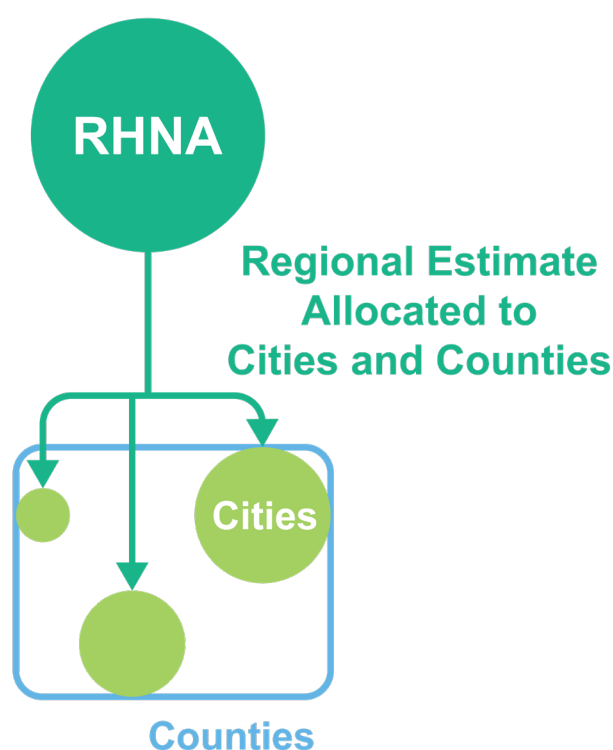 RHNA
Regional Estimate
Allocated to
Cities and Counties
Cities
Counties